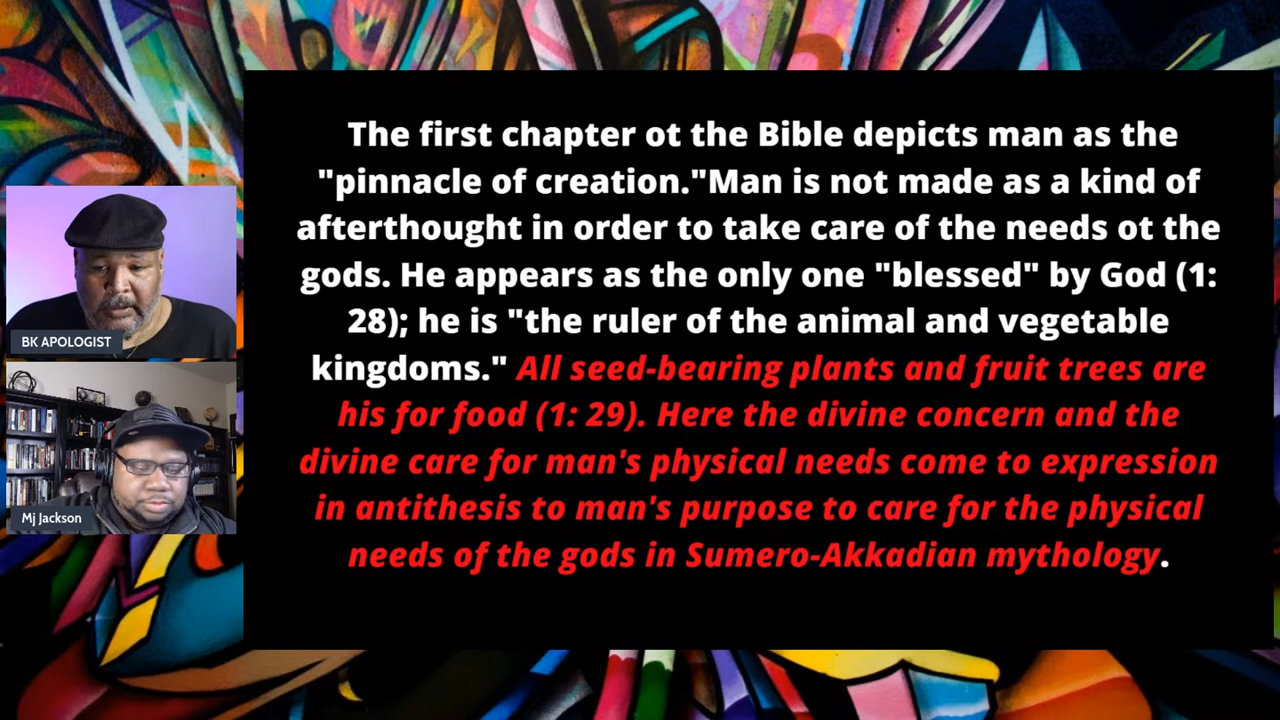 The first chapter ot the Bible depicts man as the
"pinnacle of creation."Man is not made as a kind of
afterthought in order to take care of the needs ot the
gods. He appears as the only one "blessed" by God (1:
28); he is "the ruler of the animal and vegetable
kingdoms." All seed-bearing plants and fruit trees are
his for food (1: 29). Here the divine concern and the
divine care for man's physical needs come to expression
in antithesis to man's purpose to care for the physical
needs of the gods in Sumero-Akkadian mythology.
BK APOLOGIST
Mj Jackson